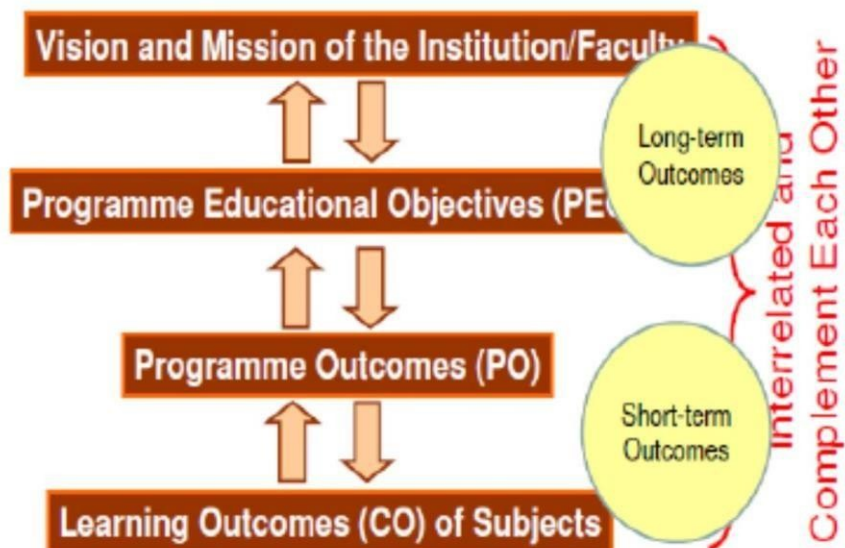 Vision and Mission of the Institution/Faculty
Long-term
Outcomes
Programme Educational Objectives (PEO
Programme Outcomes (PO)
Short-term
Outcomes
Learning Outcomes (CO) of Subjects
Interrelated and
Complement Each Other